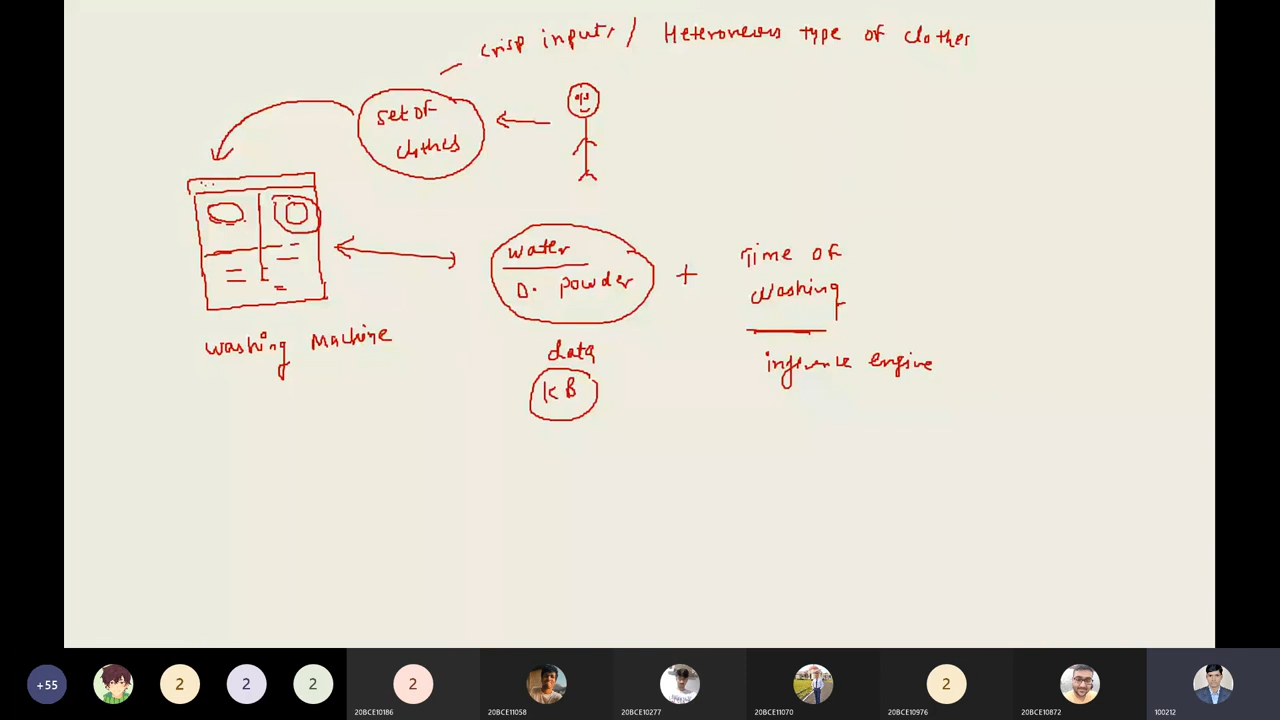 crisp inputs / Heteroneous type of clothes
set of
clothes
water
D. powder
+
Time of
washing
washing Machine
data
KB
inference engine
+55
2
2
2
2
2
20BCE10186
20BCE11058
20BCE10277
20BCE11070
20BCE10976
20BCE10872
100212